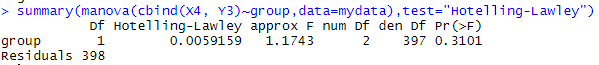 > summary(manova(cbind(X4, Y3)~group,data=mydata),test="Hotelling-Lawley")
Df Hotelling-Lawley approx F num Df den Df Pr(>F)
group 1 0.0059159 1.1743 2 397 0.3101
Residuals 398